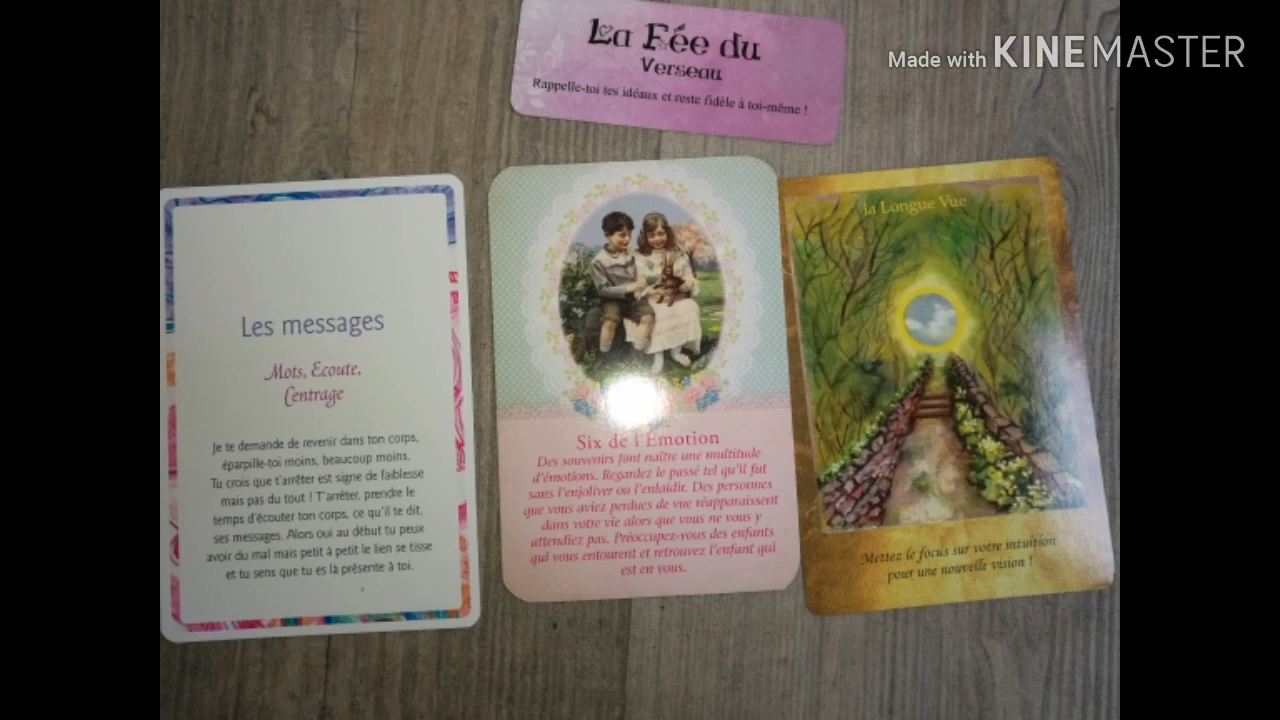 La Fée du
Verseau
Rappelle-toi tes idéaux et reste fidèle à toi-même !
Made with KINEMASTER
Les messages
Mots, Ecoute,
Centrage
Je te demande de revenir dans ton corps,
éparpille-toi moins, beaucoup moins.
Tu crois que t'arrêter est signe de faiblesse
mais pas du tout ! T'arrêter, prendre le
temps d'écouter ton corps, ce qu'il te dit,
ses messages. Alors oui au début tu peux
avoir du mal mais petit à petit le lien se tisse
et tu sens que tu es là présente à toi.
Six de l'Émotion
Des souvenirs font naître une multitude
d'émotions. Regardez le passé tel qu'il fut
sans l'enjoliver ou l'enlaidir. Des personnes
que vous aviez perdues de vue réapparaissent
dans votre vie alors que vous ne vous y
attendiez pas. Préoccupez-vous des enfants
qui vous entourent et retrouvez l'enfant qui
est en vous.
la Longue Vue
Mettez le focus sur votre intuition
pour une nouvelle vision !